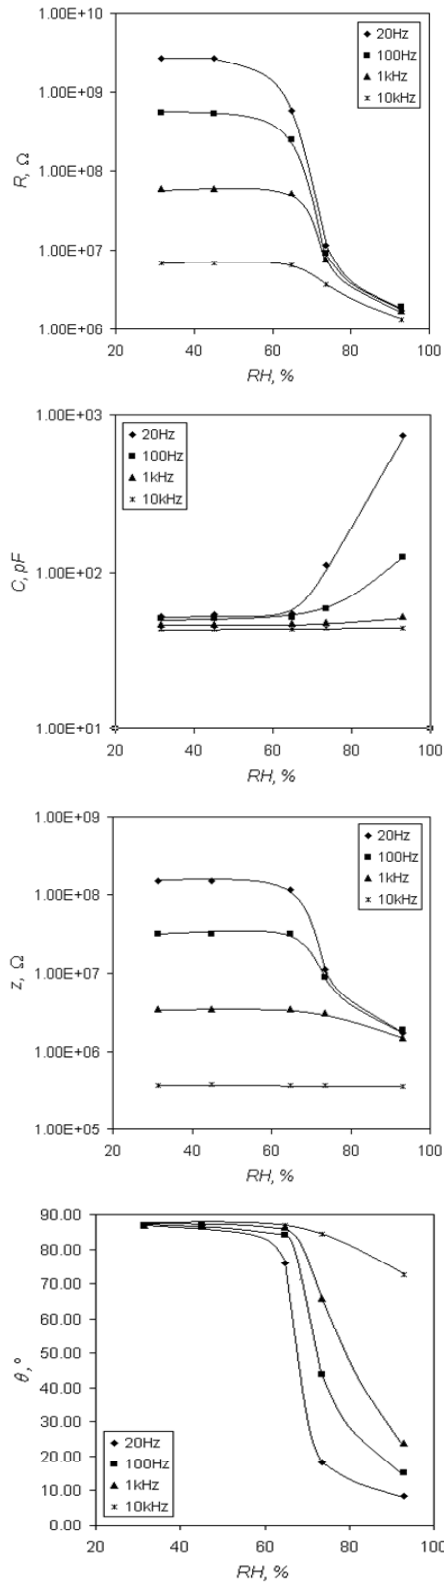 1.00E+10
20Hz
100Hz
1kHz
10kHz
1.00E+09
1.00E+08
1.00E+07
1.00E+06
R, Ω
20 40 60 80 100
RH, %
1.00E+03
20Hz
100Hz
1kHz
10kHz
1.00E+02
1.00E+01
C, pF
20 40 60 80 100
RH, %
1.00E+09
20Hz
100Hz
1kHz
10kHz
1.00E+08
1.00E+07
1.00E+06
1.00E+05
z, Ω
20 40 60 80 100
RH, %
90.00
80.00
70.00
60.00
50.00
40.00
30.00
20.00
10.00
0.00
θ, °
20Hz
100Hz
1kHz
10kHz
20 40 60 80 100
RH, %